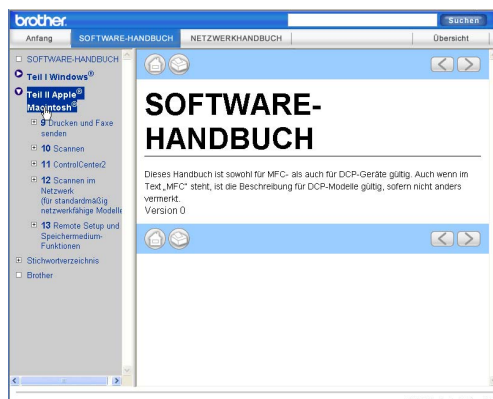 brother.
Suchen
Anfang SOFTWARE-HANDBUCH NETZWERKHANDBUCH Übersicht
SOFTWARE-HANDBUCH
Teil I Windows®
Teil II Apple®
Macintosh®
9 Drucken und Faxe
senden
10 Scannen
11 ControlCenter2
12 Scannen im
Netzwerk
(für standardmäßig
netzwerkfähige Modelle
13 Remote Setup und
Speichermedium-
Funktionen
Stichwortverzeichnis
Brother
SOFTWARE-
HANDBUCH
Dieses Handbuch ist sowohl für MFC- als auch für DCP-Geräte gültig. Auch wenn im
Text „MFC" steht, ist die Beschreibung für DCP-Modelle gültig, sofern nicht anders
vermerkt.
Version 0